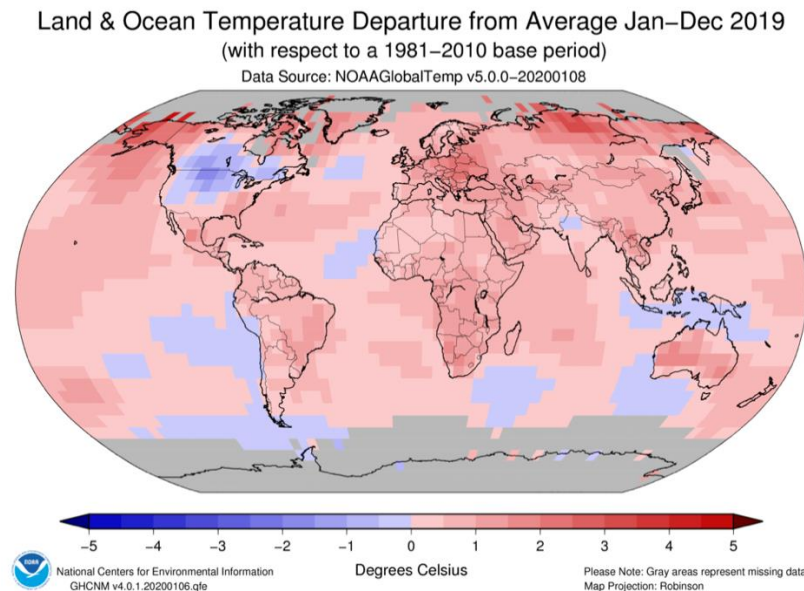 Land & Ocean Temperature Departure from Average Jan–Dec 2019
(with respect to a 1981–2010 base period)
Data Source: NOAAGlobalTemp v5.0.0–20200108
−5 −4 −3 −2 −1 0 1 2 3 4 5
Degrees Celsius
NOAA
National Centers for Environmental Information
GHCNM v4.0.1.20200106.qfe
Please Note: Gray areas represent missing data
Map Projection: Robinson